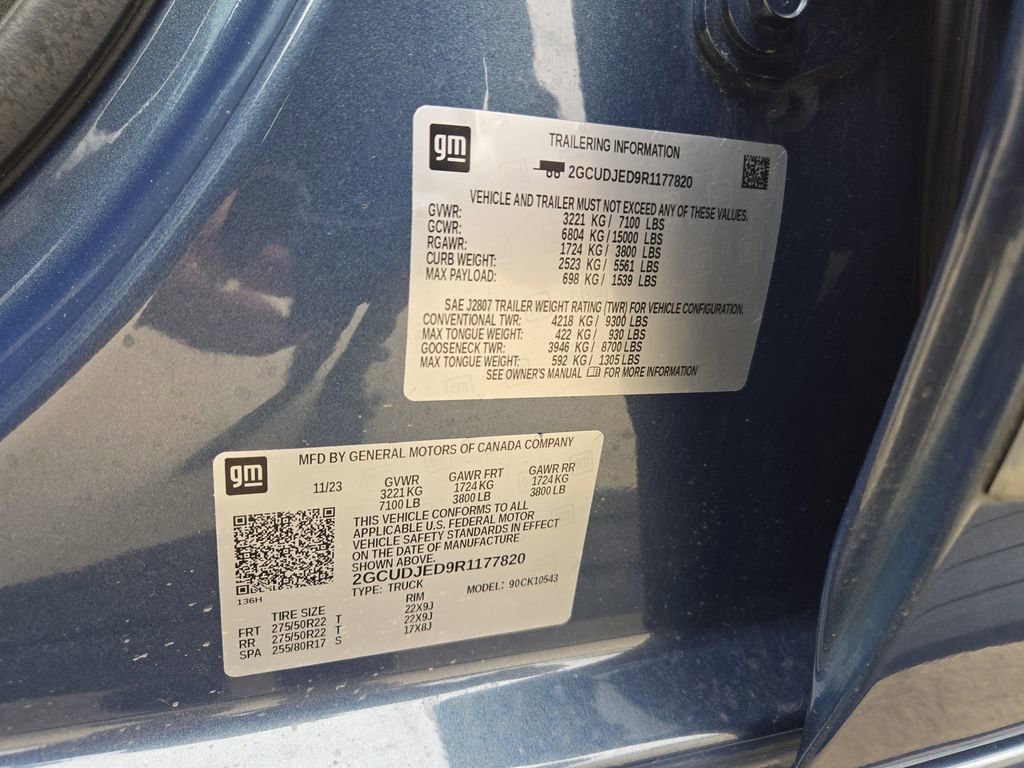 gm
TRAILERING INFORMATION
2GCUDJED9R1177820
VEHICLE AND TRAILER MUST NOT EXCEED ANY OF THESE VALUES.
GVWR: 3221 KG / 7100 LBS
GCWR: 6804 KG / 15000 LBS
RGAWR: 1724 KG / 3800 LBS
CURB WEIGHT: 2523 KG / 5561 LBS
MAX PAYLOAD: 698 KG / 1539 LBS
SAE J2807 TRAILER WEIGHT RATING (TWR) FOR VEHICLE CONFIGURATION.
CONVENTIONAL TWR: 4218 KG / 9300 LBS
MAX TONGUE WEIGHT: 422 KG / 930 LBS
GOOSENECK TWR: 3946 KG / 8700 LBS
MAX TONGUE WEIGHT: 592 KG / 1305 LBS
SEE OWNER'S MANUAL FOR MORE INFORMATION
gm
MFD BY GENERAL MOTORS OF CANADA COMPANY
11/23 GVWR GAWR FRT GAWR RR
3221 KG 1724 KG 1724 KG
7100 LB 3800 LB 3800 LB
THIS VEHICLE CONFORMS TO ALL
APPLICABLE U.S. FEDERAL MOTOR
VEHICLE SAFETY STANDARDS IN EFFECT
ON THE DATE OF MANUFACTURE
SHOWN ABOVE.
2GCUDJED9R1177820
TYPE: TRUCK MODEL: 90CK10543
136H
TIRE SIZE RIM
FRT 275/50R22 T 22X9J
RR 275/50R22 T 22X9J
SPA 255/80R17 S 17X8J